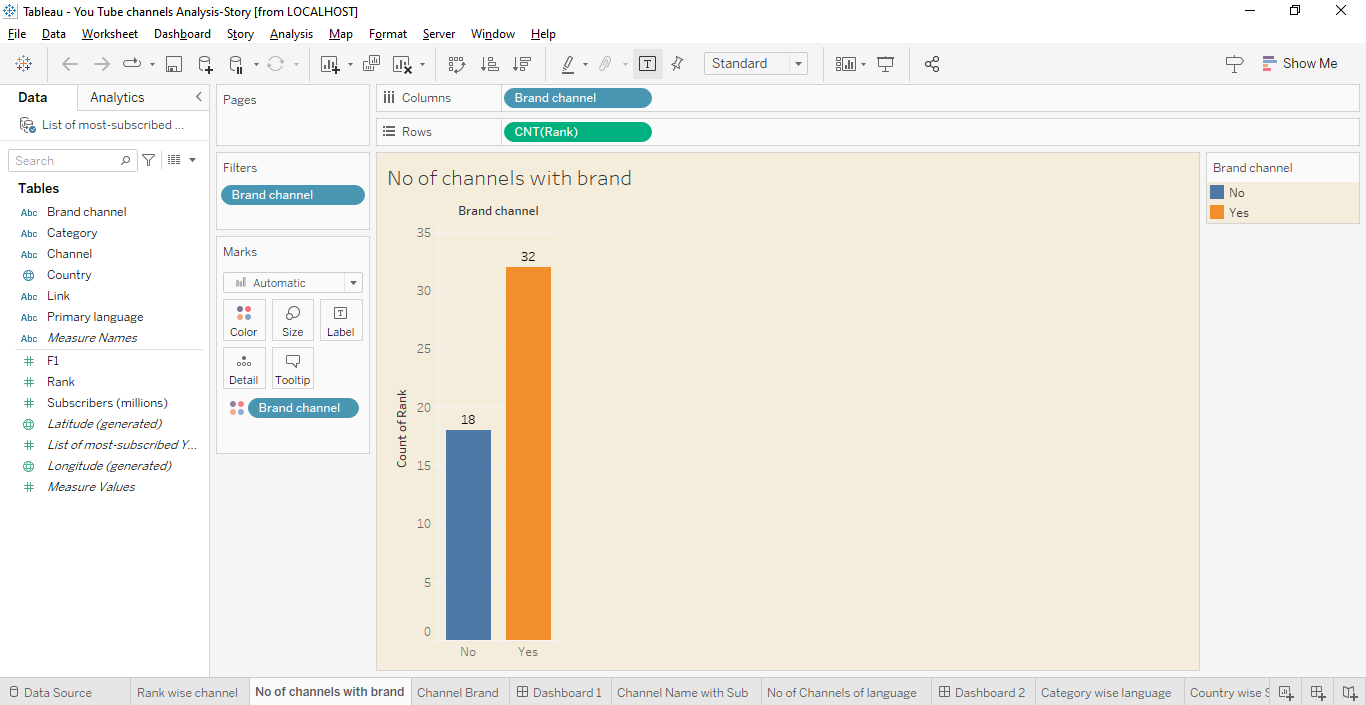 Tableau - You Tube channels Analysis-Story [from LOCALHOST]
File Data Worksheet Dashboard Story Analysis Map Format Server Window Help
Standard
Show Me
Data Analytics
List of most-subscribed ...
Search
Tables
Abc Brand channel
Abc Category
Abc Channel
Country
Abc Link
Abc Primary language
Abc Measure Names
F1
Rank
Subscribers (millions)
Latitude (generated)
List of most-subscribed Y...
Longitude (generated)
Measure Values
Pages
Filters
Brand channel
Marks
Automatic
Color Size Label
Detail Tooltip
Brand channel
Columns Brand channel
Rows CNT(Rank)
No of channels with brand
Brand channel
35
30
25
20
15
10
5
0
Count of Rank
18
32
No Yes
Brand channel
No
Yes
Data Source Rank wise channel No of channels with brand Channel Brand Dashboard 1 Channel Name with Sub No of Channels of language Dashboard 2 Category wise language Country wise